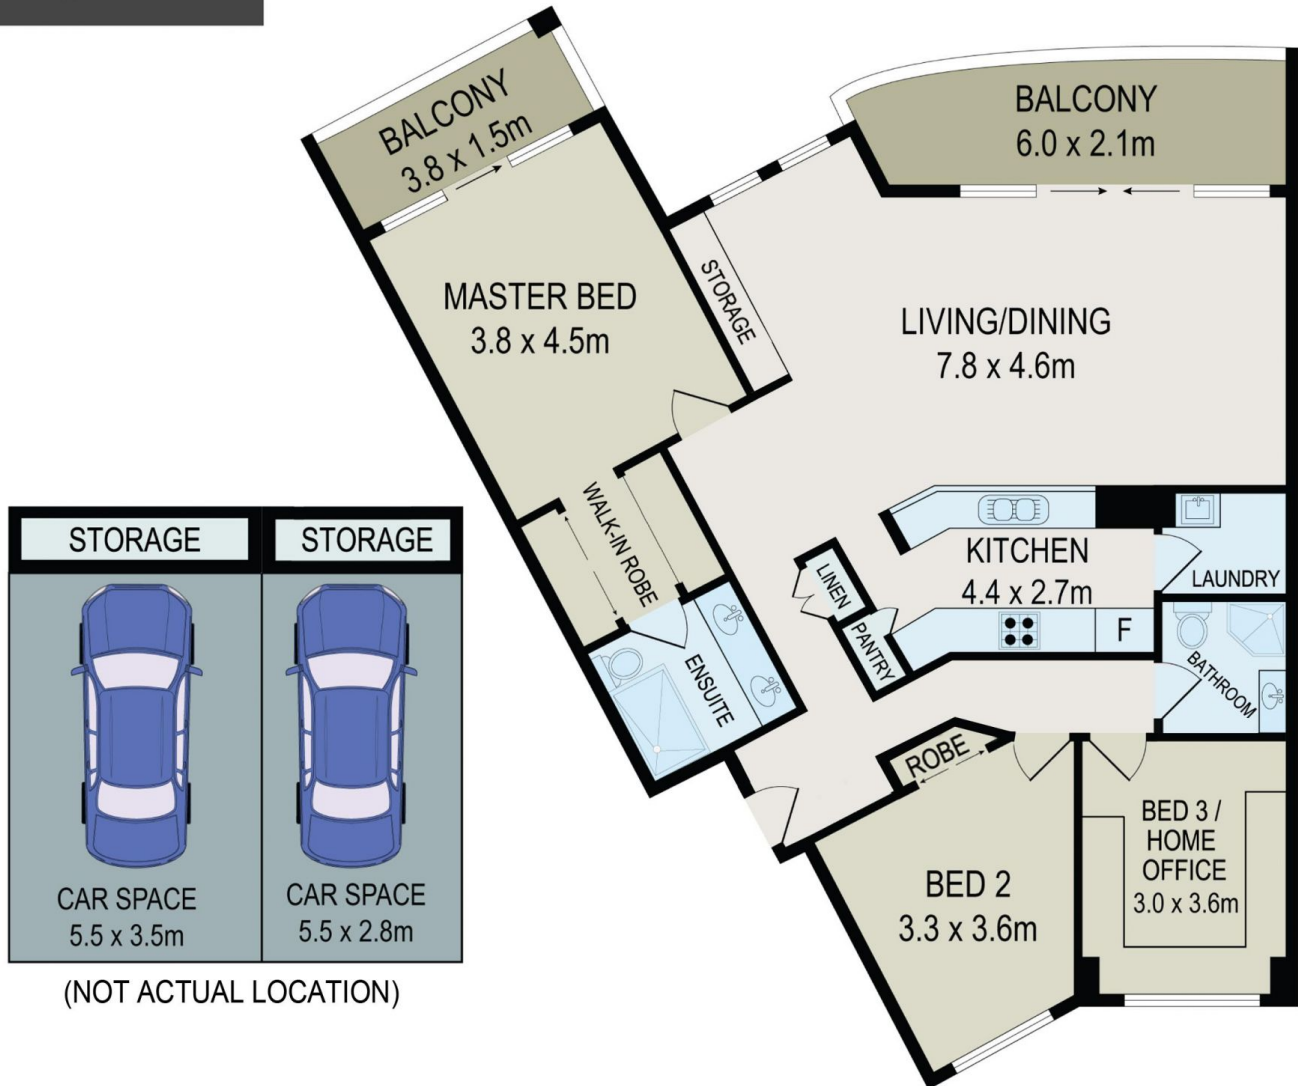 BALCONY
3.8 x 1.5m
BALCONY
6.0 x 2.1m
MASTER BED
3.8 x 4.5m
STORAGE
LIVING/DINING
7.8 x 4.6m
WALK-IN ROBE
LINEN
PANTRY
KITCHEN
4.4 x 2.7m
F
LAUNDRY
BATHROOM
ENSUITE
ROBE
BED 2
3.3 x 3.6m
BED 3 /
HOME
OFFICE
3.0 x 3.6m
STORAGE
STORAGE
CAR SPACE
5.5 x 3.5m
CAR SPACE
5.5 x 2.8m
(NOT ACTUAL LOCATION)